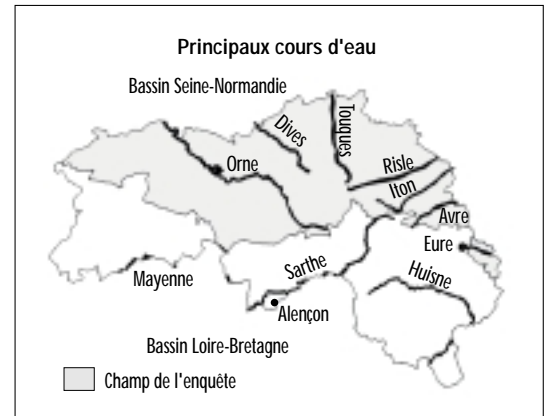 Principaux cours d'eau
Bassin Seine-Normandie
Dives
Touques
Orne
Risle
Iton
Avre
Eure
Sarthe
Huisne
Mayenne
Alençon
Bassin Loire-Bretagne
Champ de l'enquête